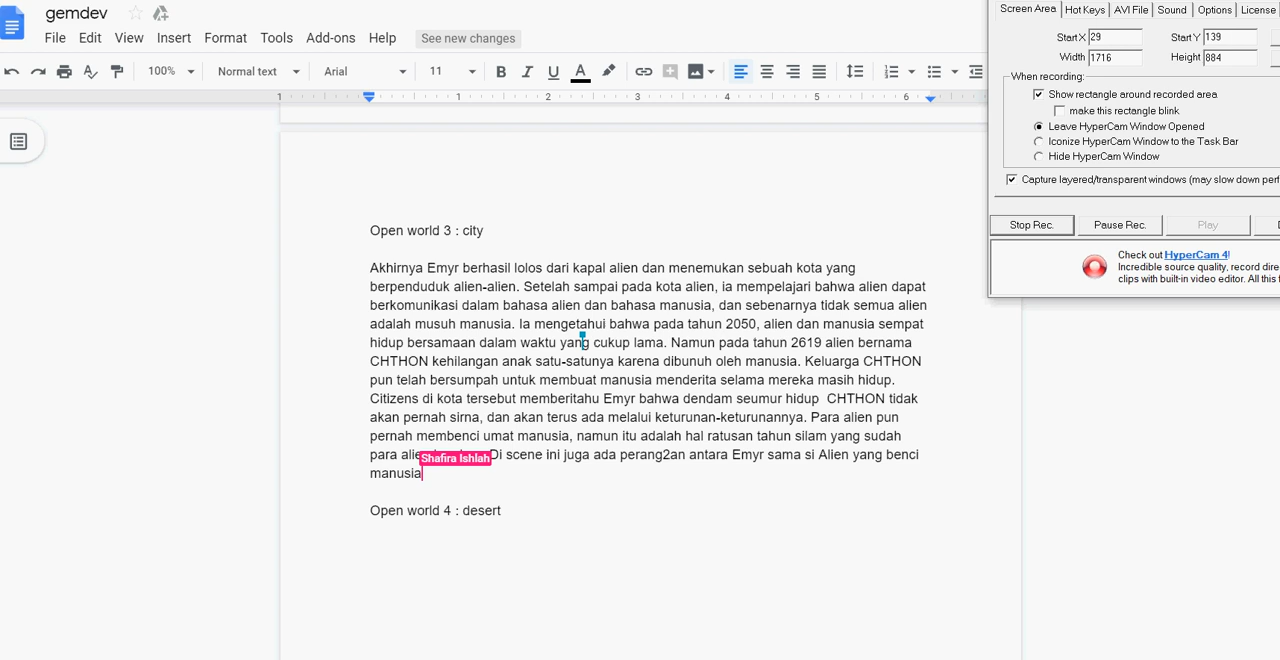 gemdev
File Edit View Insert Format Tools Add-ons Help See new changes
100% Normal text Arial 11 B I U A
1 1 2 3 4 5 6
Open world 3 : city
Akhirnya Emyr berhasil lolos dari kapal alien dan menemukan sebuah kota yang
berpenduduk alien-alien. Setelah sampai pada kota alien, ia mempelajari bahwa alien dapat
berkomunikasi dalam bahasa alien dan bahasa manusia, dan sebenarnya tidak semua alien
adalah musuh manusia. Ia mengetahui bahwa pada tahun 2050, alien dan manusia sempat
hidup bersamaan dalam waktu yang cukup lama. Namun pada tahun 2619 alien bernama
CHTHON kehilangan anak satu-satunya karena dibunuh oleh manusia. Keluarga CHTHON
pun telah bersumpah untuk membuat manusia menderita selama mereka masih hidup.
Citizens di kota tersebut memberitahu Emyr bahwa dendam seumur hidup CHTHON tidak
akan pernah sirna, dan akan terus ada melalui keturunan-keturunannya. Para alien pun
pernah membenci umat manusia, namun itu adalah hal ratusan tahun silam yang sudah
para Di scene ini juga ada perang2an antara Emyr sama si Alien yang benci
Shafira Ishlah
manusia
Open world 4 : desert
Screen Area Hot Keys AVI File Sound Options License
Start X 29 Start Y 139
Width 1716 Height 884
When recording:
Show rectangle around recorded area
make this rectangle blink
Leave HyperCam Window Opened
Iconize HyperCam Window to the Task Bar
Hide HyperCam Window
Capture layered/transparent windows (may slow down perf
Stop Rec. Pause Rec. Play
Check out HyperCam 4!
Incredible source quality, record dire
clips with built-in video editor. All this f